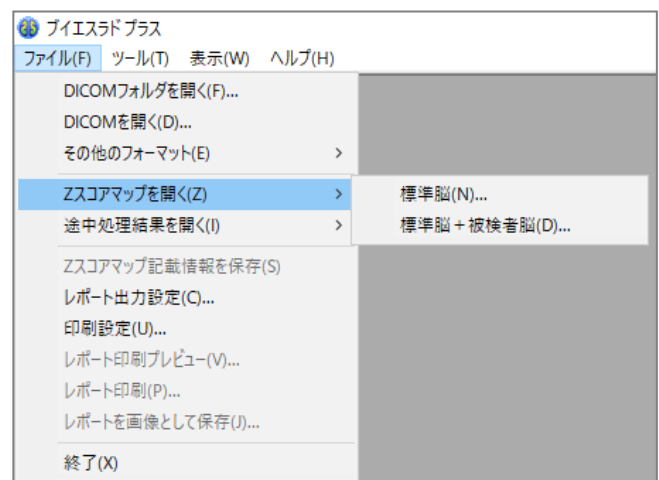 ブイエスラド プラス
ファイル(F) ツール(T) 表示(W) ヘルプ(H)
DICOMフォルダを開く(F)...
DICOMを開く(D)...
その他のフォーマット(E)
Zスコアマップを開く(Z)
標準脳(N)...
途中処理結果を開く(I)
標準脳+被検者脳(D)...
Zスコアマップ記載情報を保存(S)
レポート出力設定(C)...
印刷設定(U)...
レポート印刷プレビュー(V)...
レポート印刷(P)...
レポートを画像として保存(J)...
終了(X)